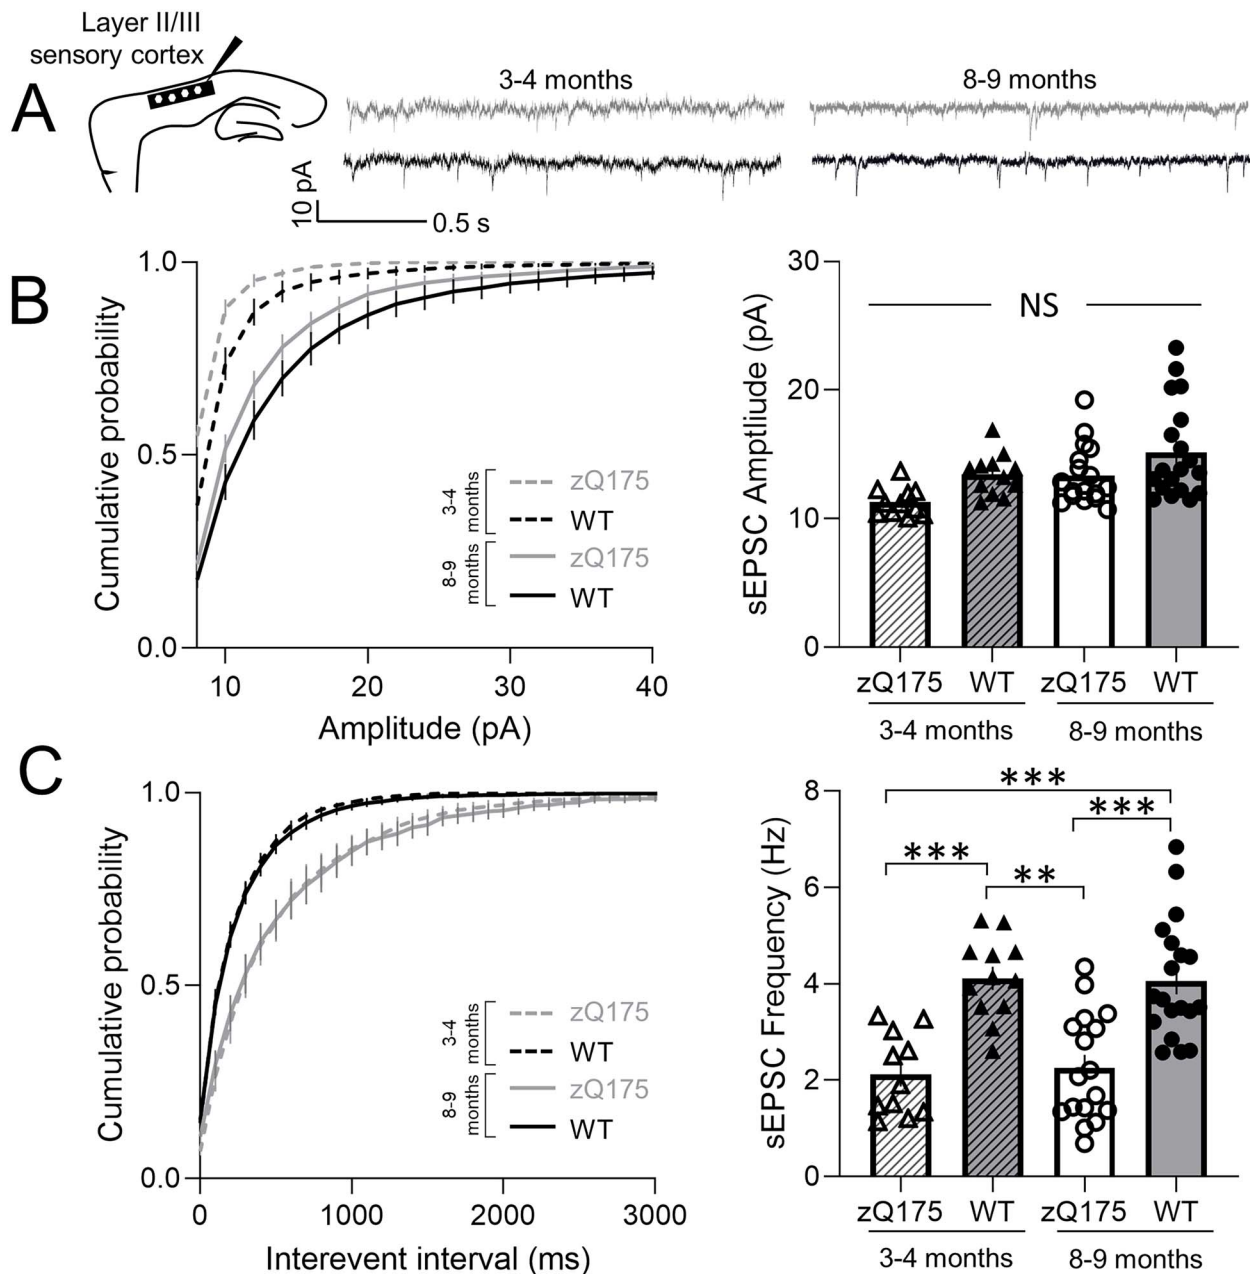 Layer II/III
sensory cortex
A
3-4 months
8-9 months
10 pA
0.5 s
B
Cumulative probability
1.0
0.5
0.0
10
20
30
40
Amplitude (pA)
3-4
months
zQ175
WT
8-9
months
zQ175
WT
sEPSC Amptliude (pA)
30
20
10
0
NS
zQ175
WT
zQ175
WT
3-4 months
8-9 months
C
Cumulative probability
1.0
0.5
0.0
0
1000
2000
3000
Interevent interval (ms)
3-4
months
zQ175
WT
8-9
months
zQ175
WT
sEPSC Frequency (Hz)
8
6
4
2
0
***
***
***
**
zQ175
WT
zQ175
WT
3-4 months
8-9 months